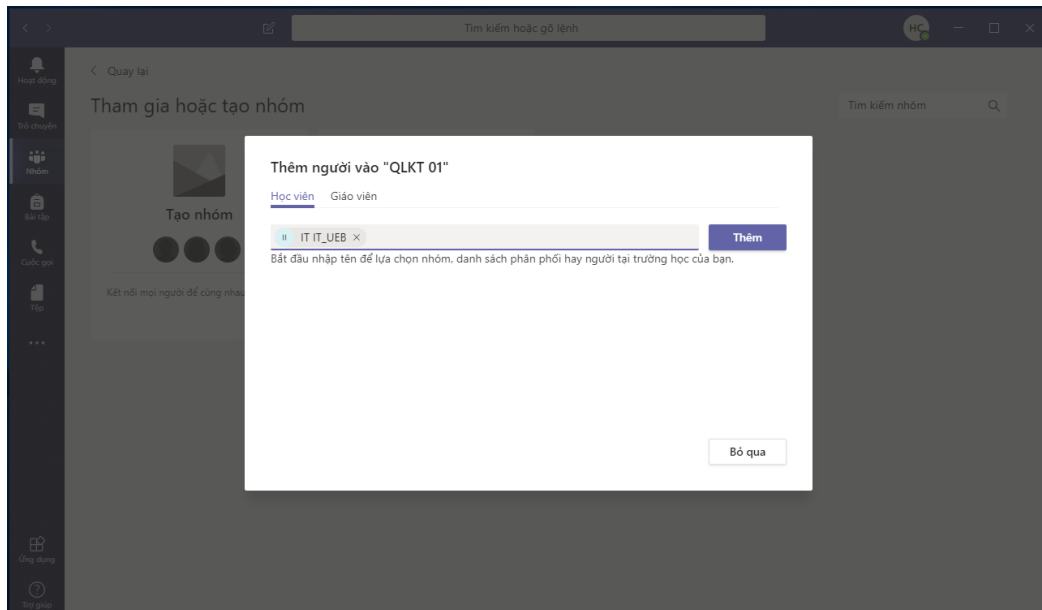 Tìm kiếm hoặc gõ lệnh
HC
Hoạt động
Quay lại
Trò chuyện
Tham gia hoặc tạo nhóm
Tìm kiếm nhóm
Nhóm
Thêm người vào "QLKT 01"
Học viên Giáo viên
Bài tập
Tạo nhóm
II IT IT_UEB × Thêm
Bắt đầu nhập tên để lựa chọn nhóm, danh sách phân phối hay người tại trường học của bạn.
Cuộc gọi
Kết nối mọi người để cùng nhau
Tệp
Bỏ qua
Ứng dụng
Trợ giúp